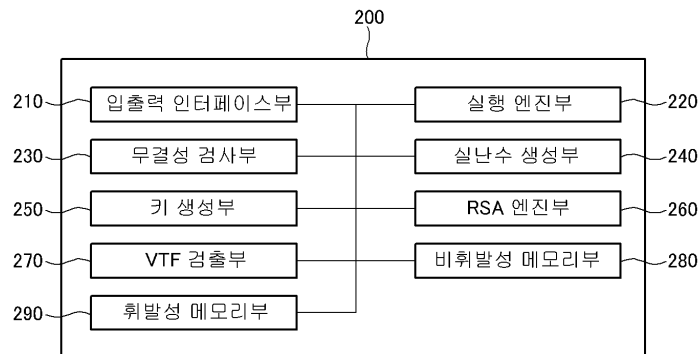 200
210 입출력 인터페이스부 실행 엔진부 220
230 무결성 검사부 실난수 생성부 240
250 키 생성부 RSA 엔진부 260
270 VTF 검출부 비휘발성 메모리부 280
290 휘발성 메모리부